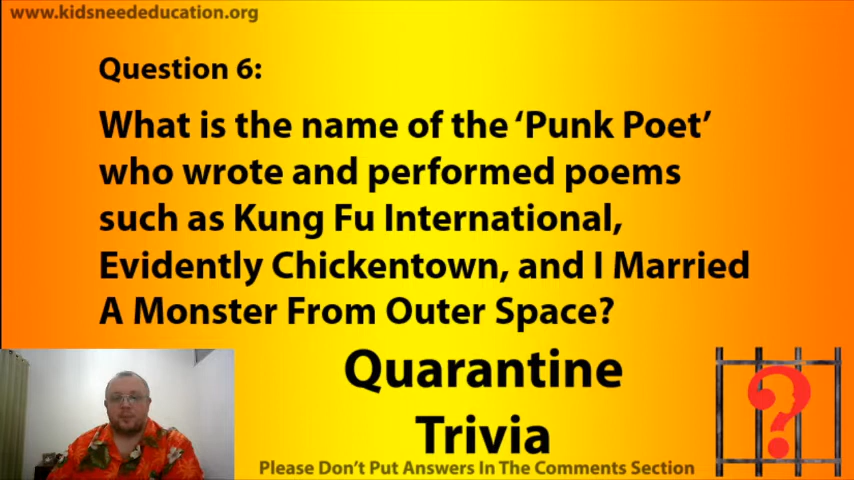 www.kidsneededucation.org
Question 6:
What is the name of the ‘Punk Poet’
who wrote and performed poems
such as Kung Fu International,
Evidently Chickentown, and I Married
A Monster From Outer Space?
Quarantine
Trivia
Please Don’t Put Answers In The Comments Section